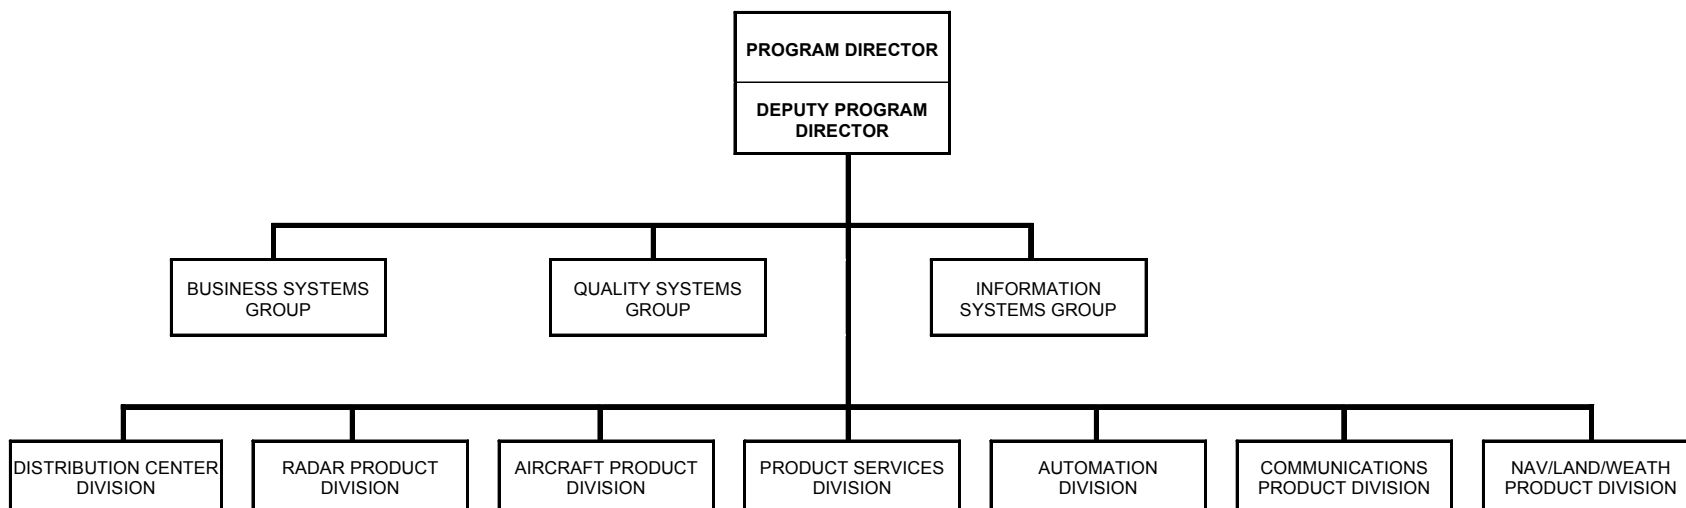 PROGRAM DIRECTOR
DEPUTY PROGRAM
DIRECTOR
BUSINESS SYSTEMS
GROUP
QUALITY SYSTEMS
GROUP
INFORMATION
SYSTEMS GROUP
DISTRIBUTION CENTER
DIVISION
RADAR PRODUCT
DIVISION
AIRCRAFT PRODUCT
DIVISION
PRODUCT SERVICES
DIVISION
AUTOMATION
DIVISION
COMMUNICATIONS
PRODUCT DIVISION
NAV/LAND/WEATH
PRODUCT DIVISION